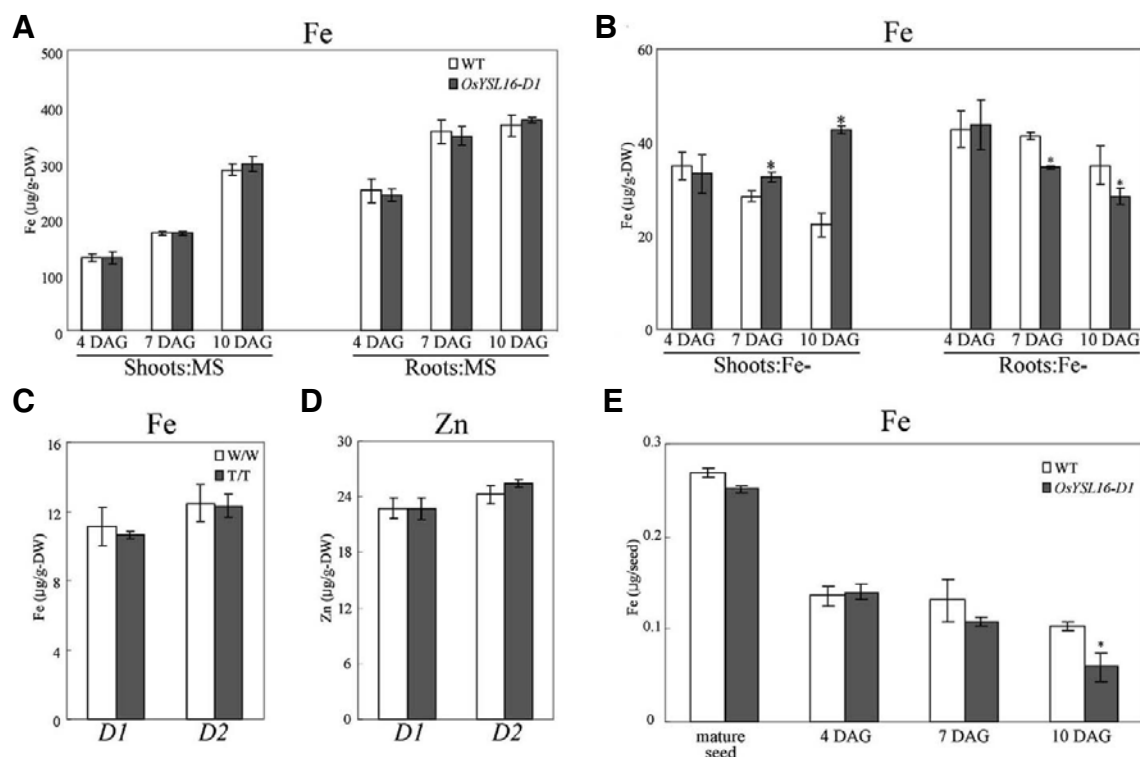 A
Fe
500
400
300
200
100
0
Fe (μg/g-DW)
WT
OsYSL16-D1
4 DAG 7 DAG 10 DAG 4 DAG 7 DAG 10 DAG
Shoots:MS Roots:MS
B
Fe
60
40
20
0
Fe (μg/g-DW)
* * * *
4 DAG 7 DAG 10 DAG 4 DAG 7 DAG 10 DAG
Shoots:Fe- Roots:Fe-
C
Fe
16
12
8
4
0
Fe (μg/g-DW)
W/W
T/T
D1 D2
D
Zn
30
24
18
12
6
0
Zn (μg/g-DW)
D1 D2
E
Fe
0.3
0.2
0.1
0
Fe (μg/seed)
WT
OsYSL16-D1
*
mature
seed 4 DAG 7 DAG 10 DAG